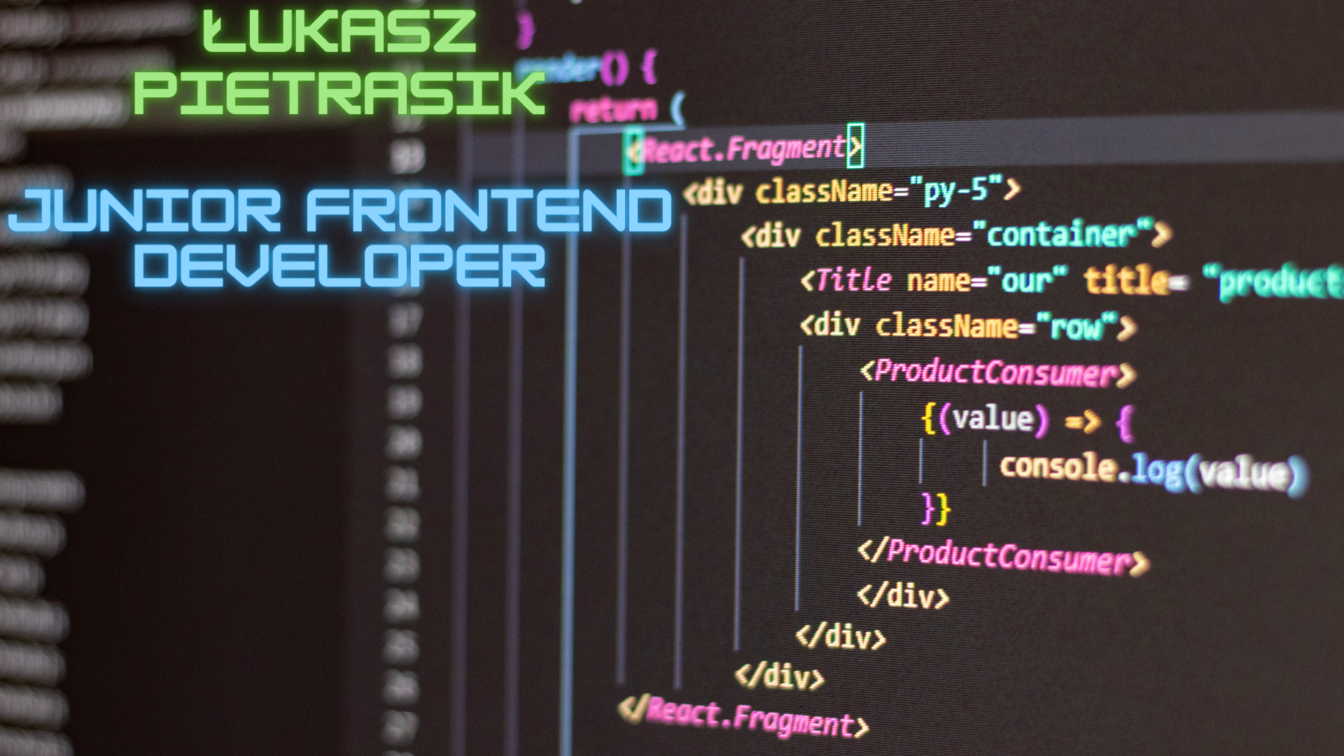 ŁUKASZ
PIETRASIK
JUNIOR FRONTEND
DEVELOPER
}
render() {
return (
<React.Fragment>
<div className="py-5">
<div className="container">
<Title name="our" title= "product
<div className="row">
<ProductConsumer>
{(value) => {
console.log(value)
}}
</ProductConsumer>
</div>
</div>
</div>
</React.Fragment>